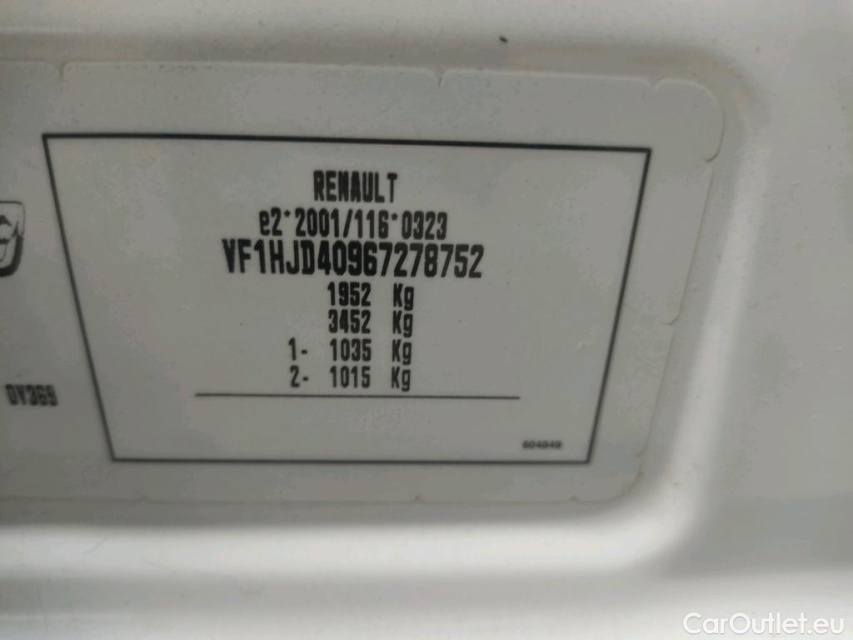 RENAULT
e2*2001/116*0323
VF1HJD40967278752
1952 Kg
3452 Kg
1- 1035 Kg
2- 1015 Kg
DV369
604849
CarOutlet.eu